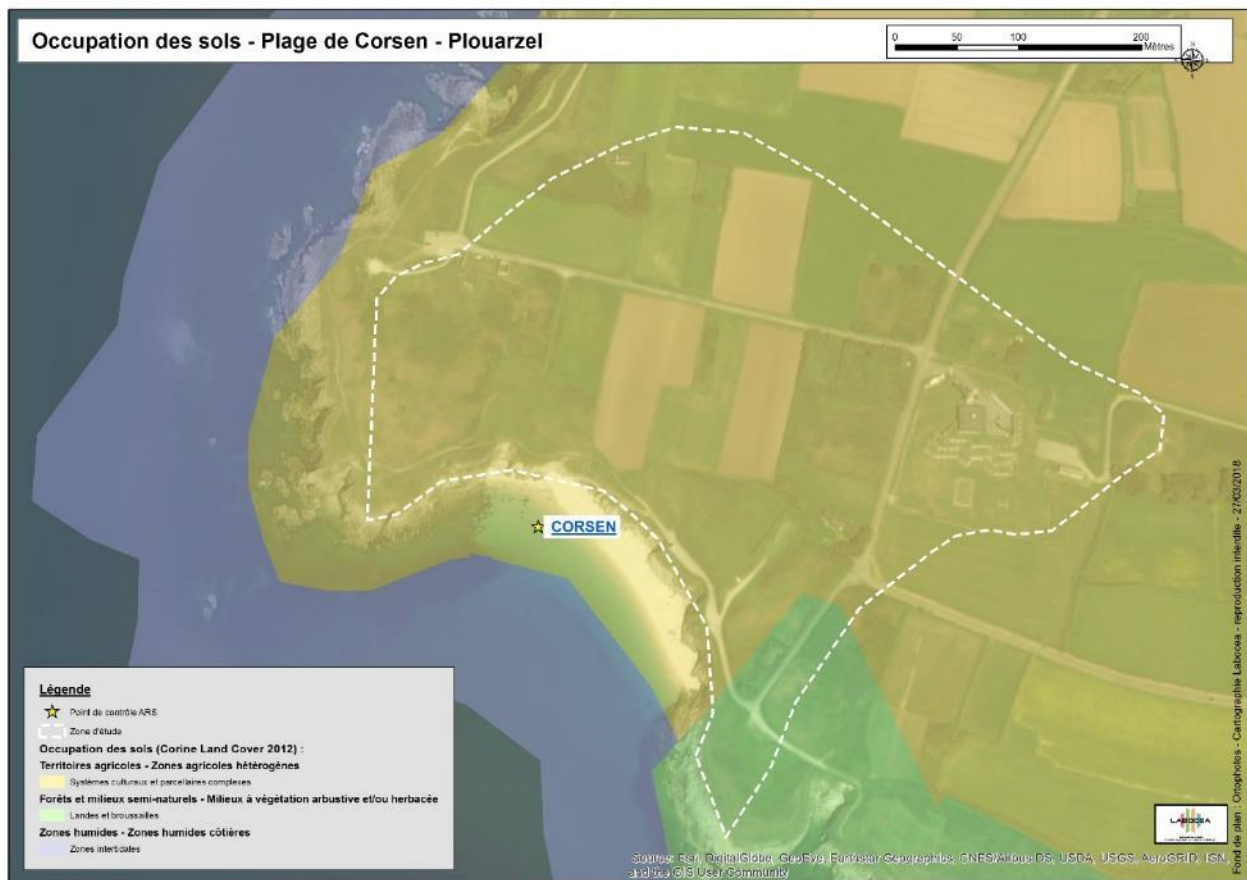 Occupation des sols - Plage de Corsen - Plouarzel
0 50 100 200
Mètres
N
CORSEN
Légende
Point de contrôle ARS
Zone d'étude
Occupation des sols (Corine Land Cover 2012) :
Territoires agricoles - Zones agricoles hétérogènes
Systèmes culturaux et parcellaires complexes
Forêts et milieux semi-naturels - Milieux à végétation arbustive et/ou herbacée
Landes et broussailles
Zones humides - Zones humides côtières
Zones intertidales
LABOCEA
Source: Esri, DigitalGlobe, GeoEye, Earthstar Geographics, CNES/Airbus DS, USDA, USGS, AeroGRID, IGN,
and the GIS User Community
Fond de plan : Ortophotos - Cartographie Labocea - reproduction interdite - 27/03/2018